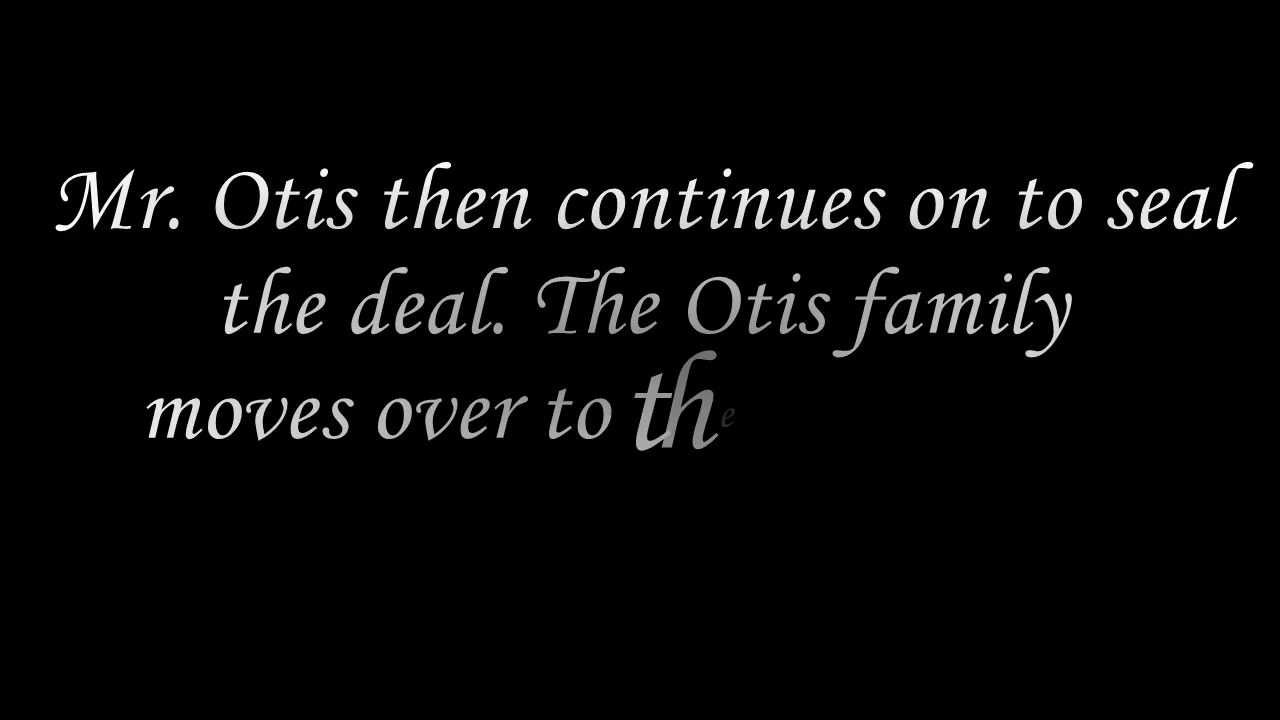 Mr. Otis then continues on to seal
the deal. The Otis family
moves over to the